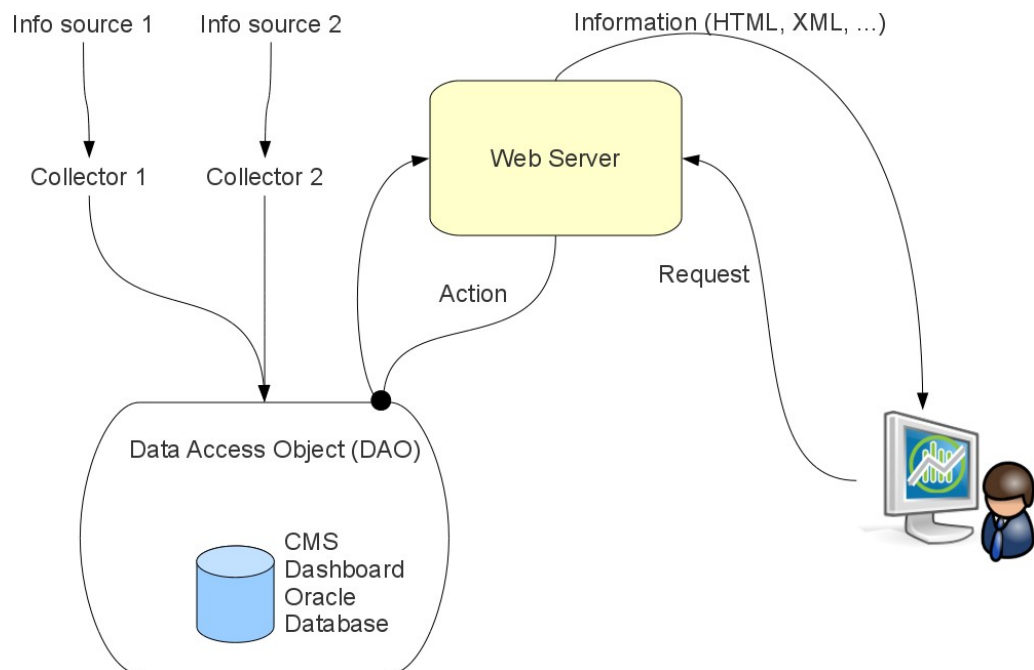 Info source 1
Info source 2
Information (HTML, XML, ...)
Collector 1
Collector 2
Web Server
Action
Request
Data Access Object (DAO)
CMS
Dashboard
Oracle
Database